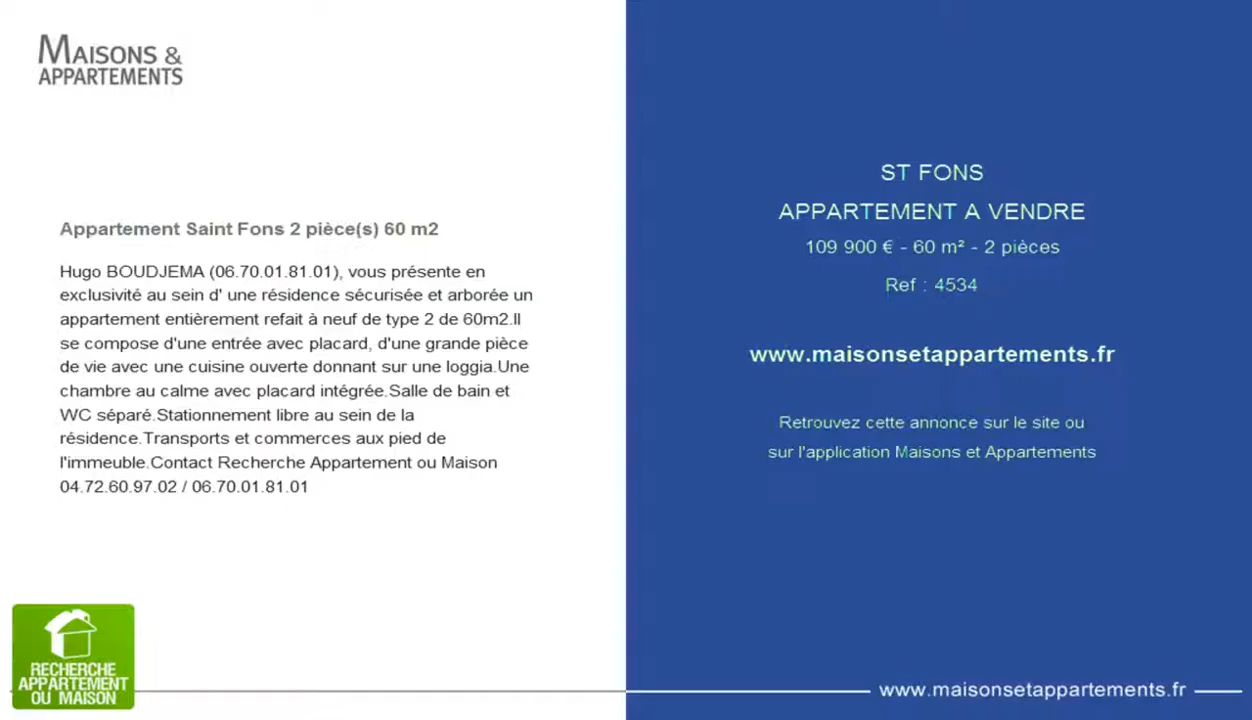 MAISONS &
APPARTEMENTS
Appartement Saint Fons 2 pièce(s) 60 m2
Hugo BOUDJEMA (06.70.01.81.01), vous présente en
exclusivité au sein d' une résidence sécurisée et arborée un
appartement entièrement refait à neuf de type 2 de 60m2.Il
se compose d'une entrée avec placard, d'une grande pièce
de vie avec une cuisine ouverte donnant sur une loggia.Une
chambre au calme avec placard intégrée.Salle de bain et
WC séparé.Stationnement libre au sein de la
résidence.Transports et commerces aux pied de
l'immeuble.Contact Recherche Appartement ou Maison
04.72.60.97.02 / 06.70.01.81.01
RECHERCHE
APPARTEMENT
OU MAISON
ST FONS
APPARTEMENT A VENDRE
109 900 € - 60 m² - 2 pièces
Ref : 4534
www.maisonsetappartements.fr
Retrouvez cette annonce sur le site ou
sur l'application Maisons et Appartements
www.maisonsetappartements.fr